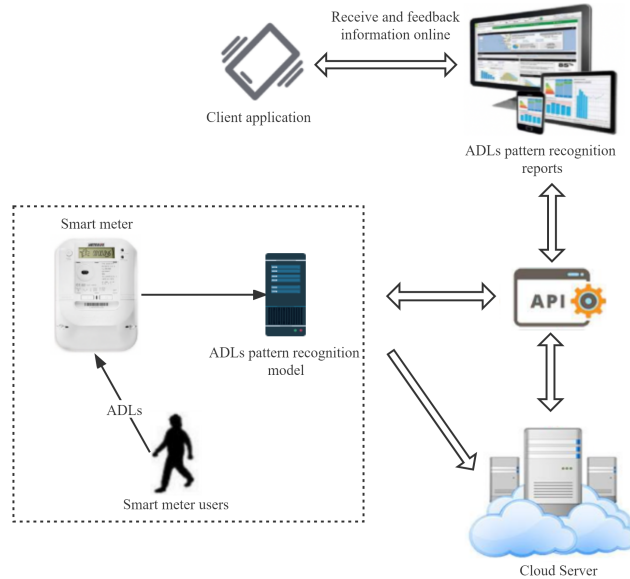 Receive and feedback
information online
Client application
ADLs pattern recognition
reports
Smart meter
API
ADLs pattern recognition
model
ADLs
Smart meter users
Cloud Server